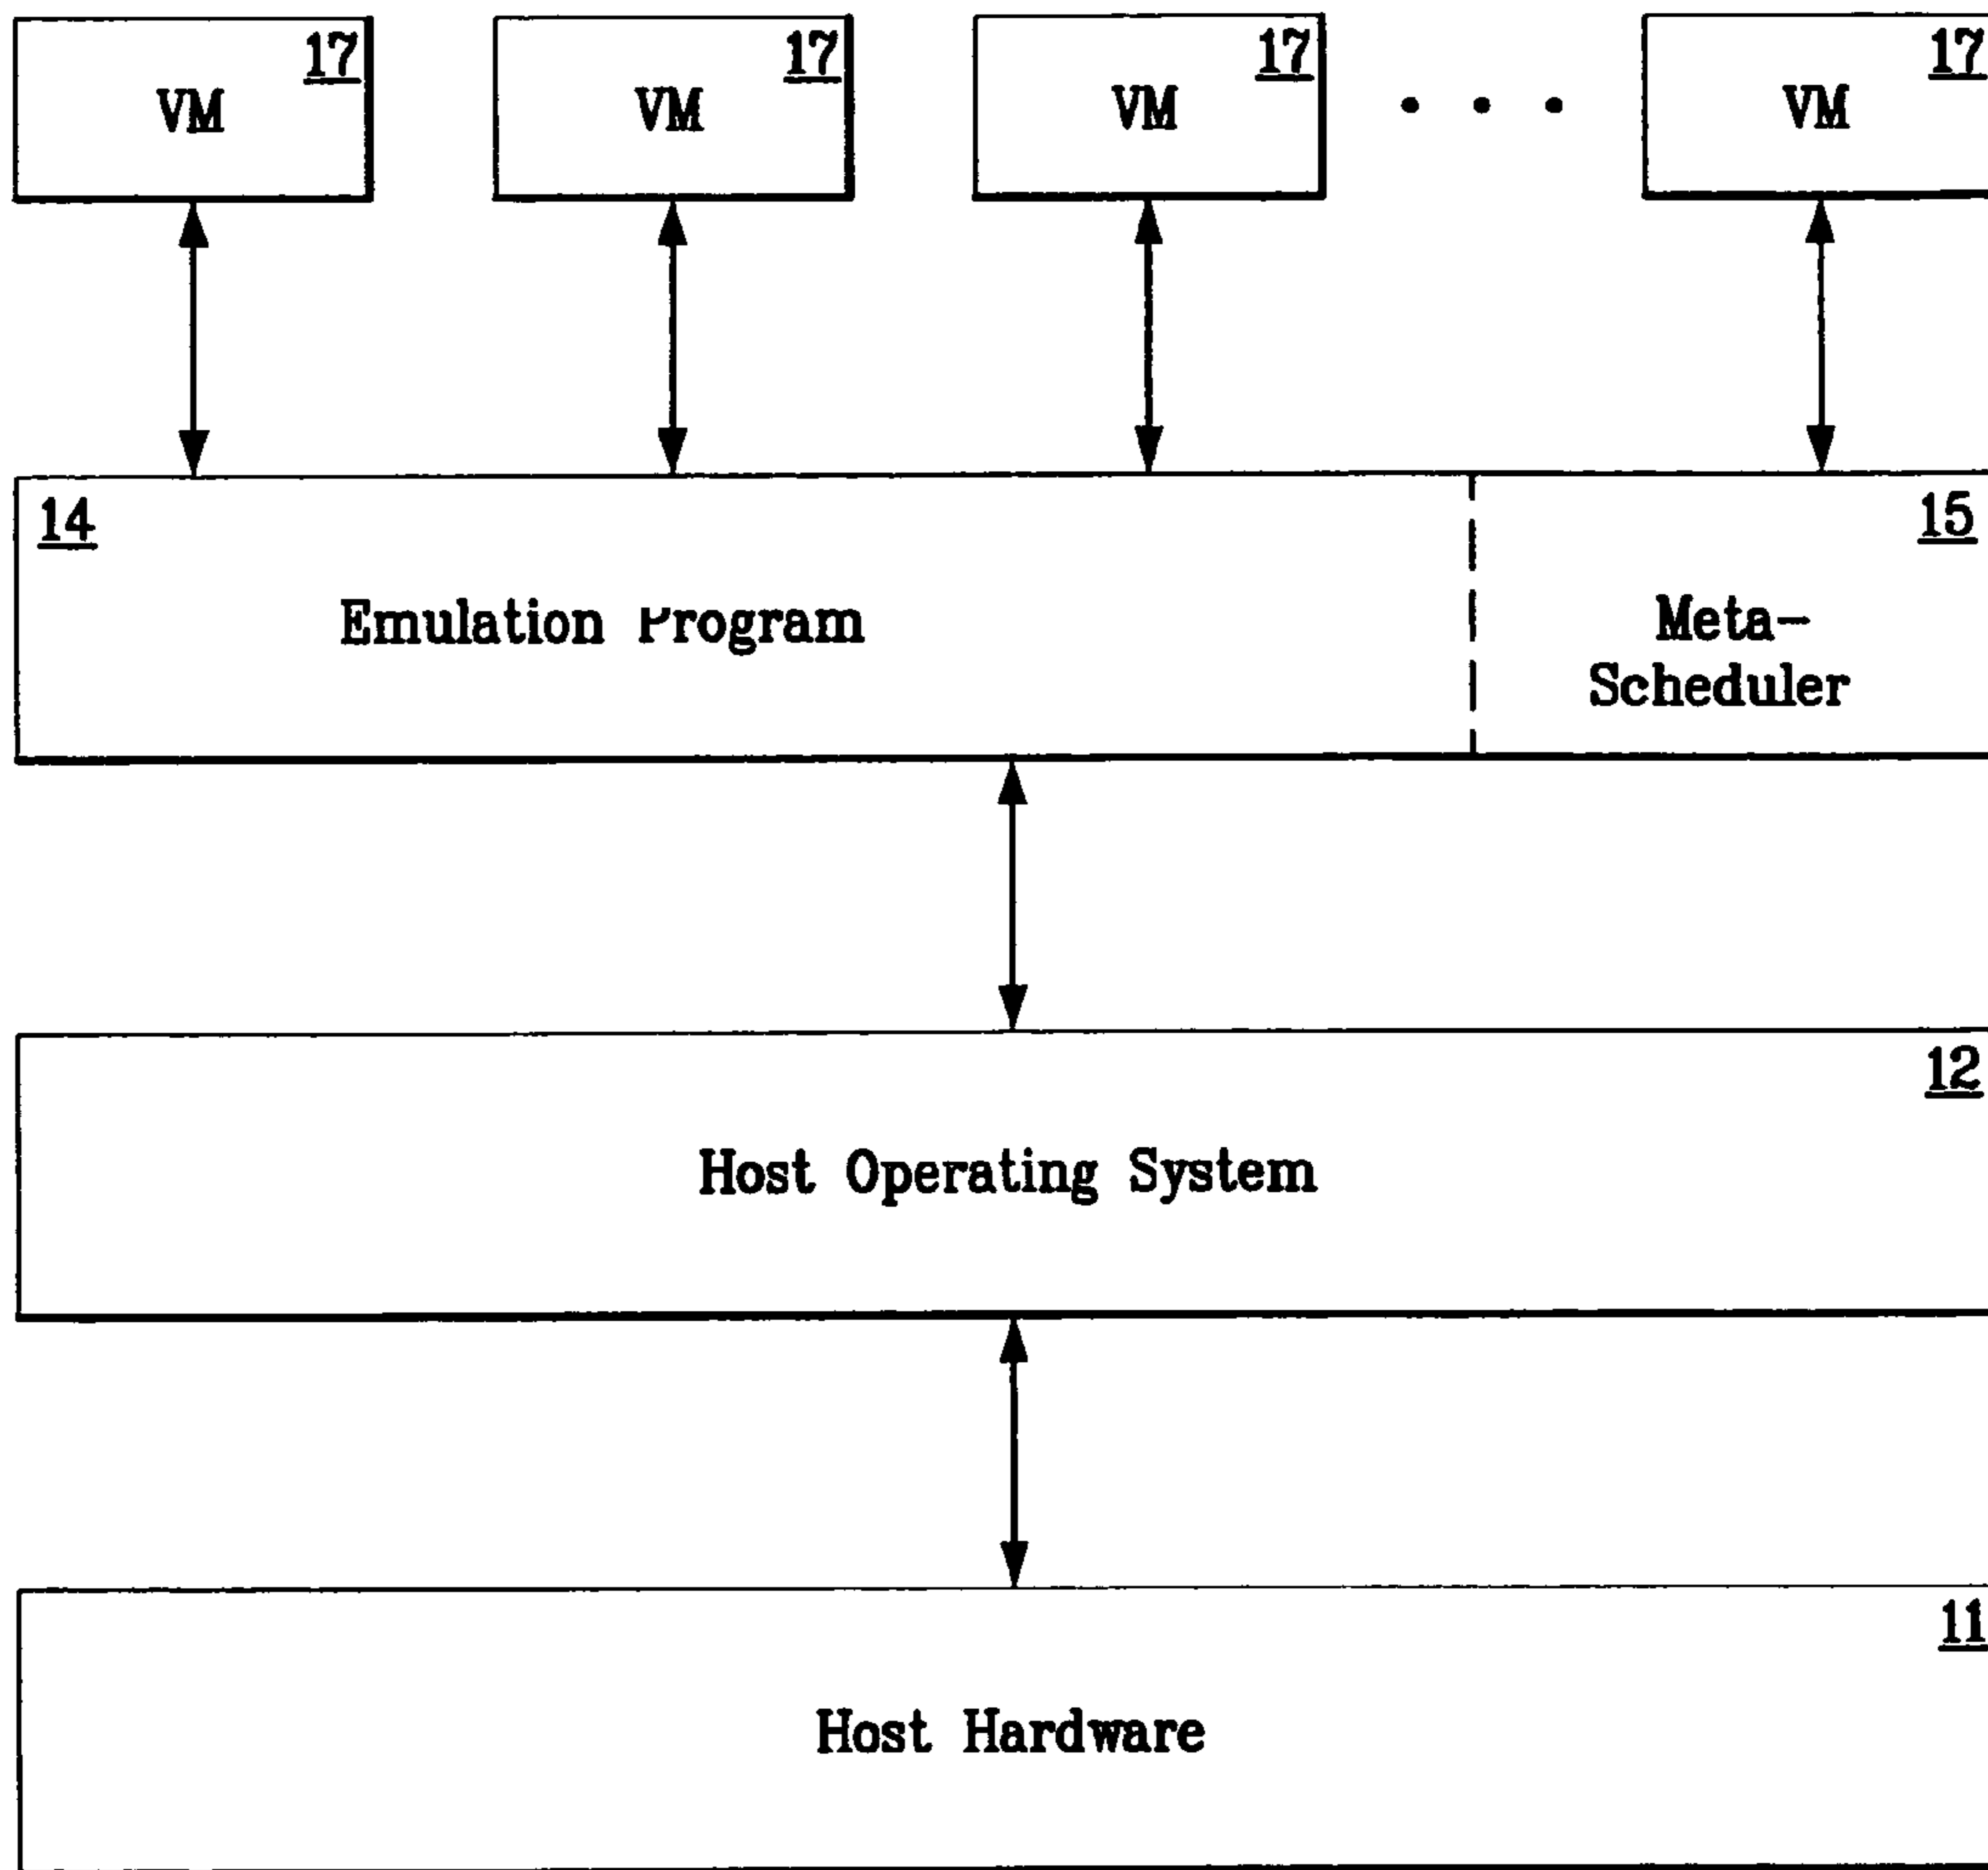 17 17 17 17
VM VM VM • • • VM
14 15
Emulation Program
Meta-
Scheduler
12
Host Operating System
11
Host Hardware